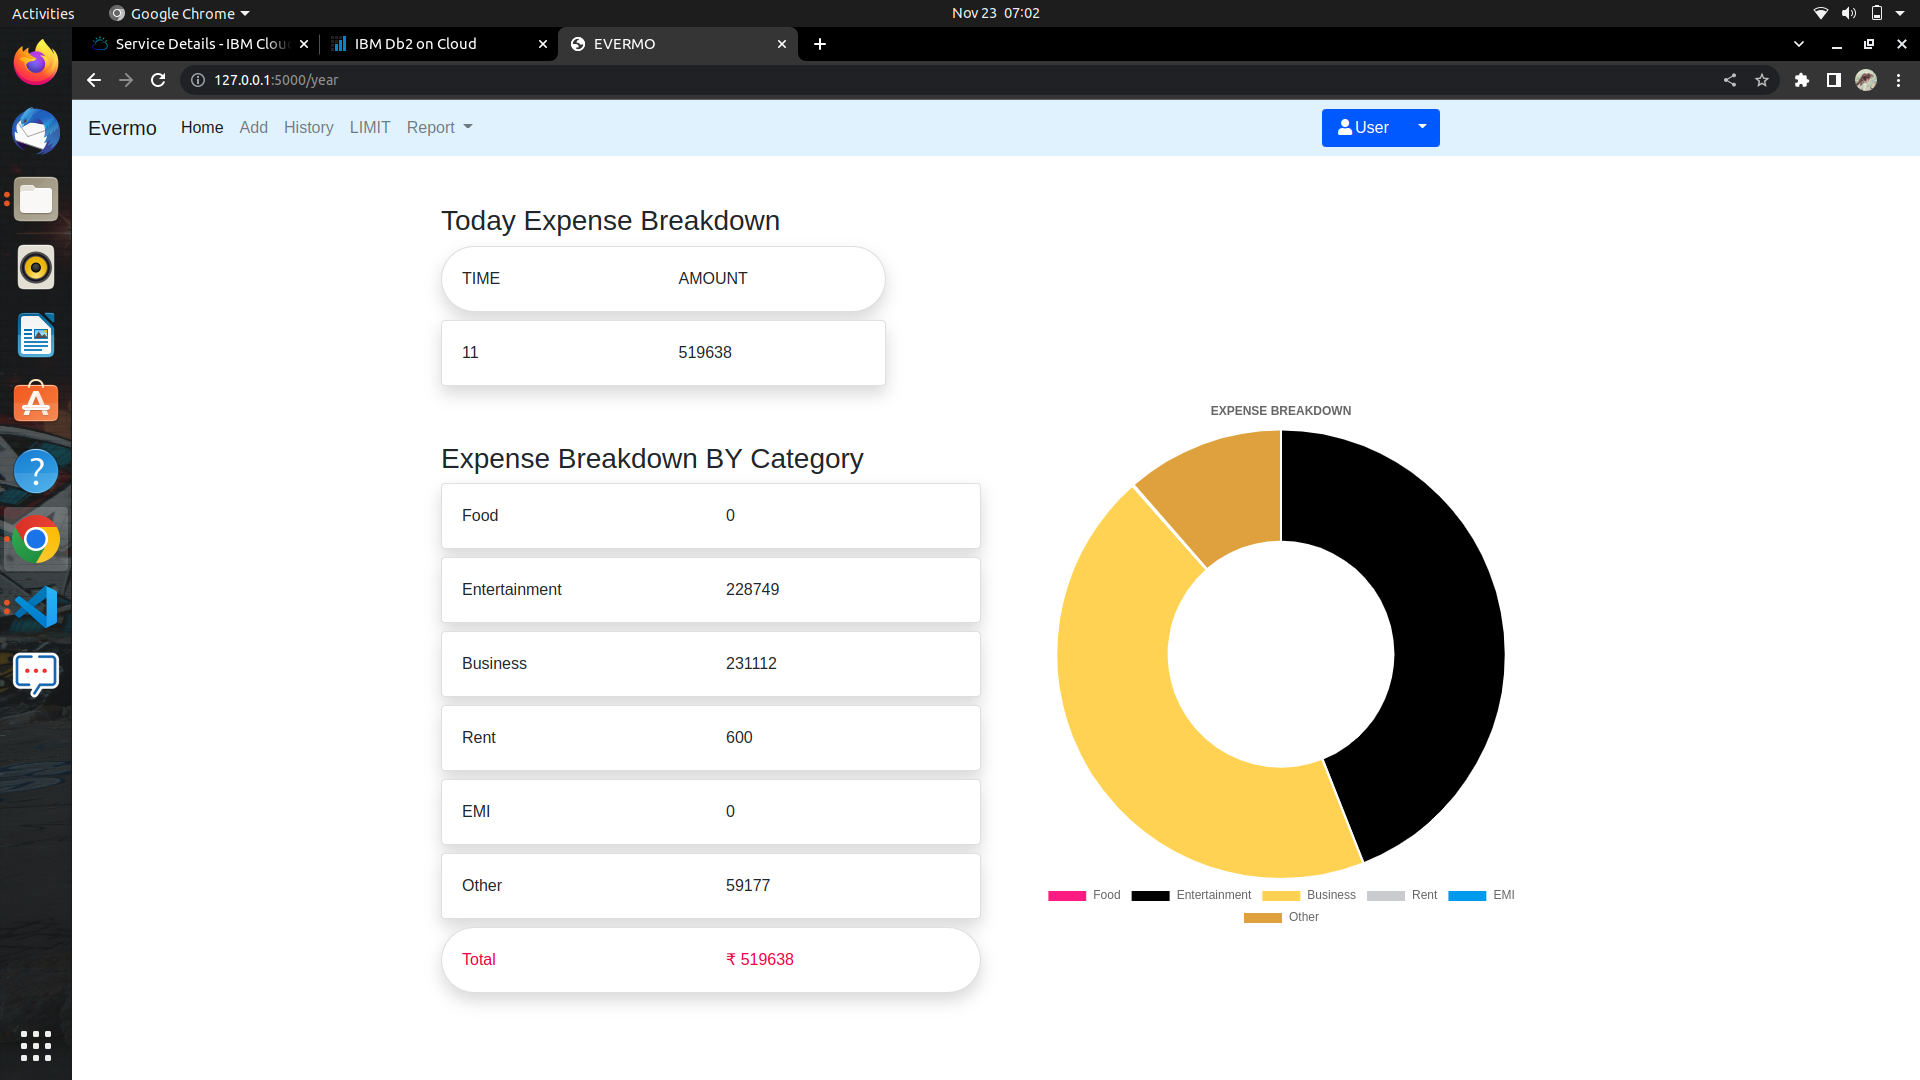 Activities Google Chrome Nov 23 07:02
Service Details - IBM Clou IBM Db2 on Cloud EVERMO
127.0.0.1:5000/year
Evermo Home Add History LIMIT Report User
Today Expense Breakdown
TIME AMOUNT
11 519638
EXPENSE BREAKDOWN
Expense Breakdown BY Category
Food 0
Entertainment 228749
Business 231112
Rent 600
EMI 0
Other 59177
Total ₹ 519638
Food Entertainment Business Rent EMI
Other